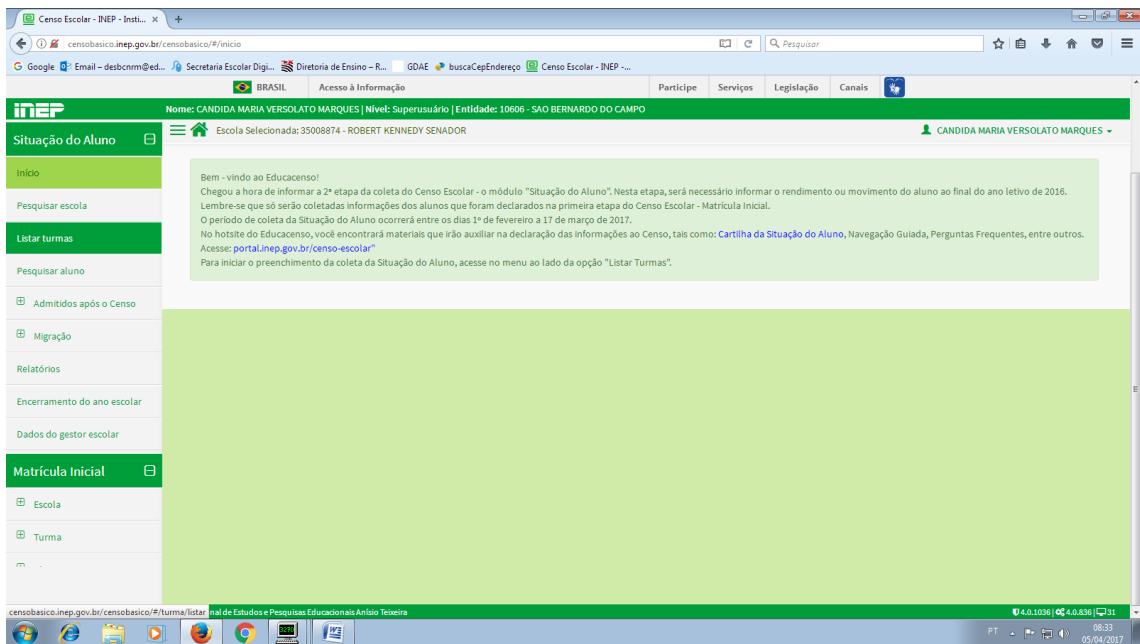 Censo Escolar - INEP - Insti...
censobasico.inep.gov.br/censobasico/#/inicio
Pesquisar
Google
Email – desbcnrm@ed...
Secretaria Escolar Digi...
Diretoria de Ensino – R...
GDAE
buscaCepEndereço
Censo Escolar - INEP -...
BRASIL
Acesso à Informação
Participe
Serviços
Legislação
Canais
inep
Nome: CANDIDA MARIA VERSOLATO MARQUES | Nível: Superusuário | Entidade: 10606 - SAO BERNARDO DO CAMPO
Situação do Aluno
Escola Selecionada: 35008874 - ROBERT KENNEDY SENADOR
CANDIDA MARIA VERSOLATO MARQUES
Início
Pesquisar escola
Listar turmas
Pesquisar aluno
Admitidos após o Censo
Migração
Relatórios
Encerramento do ano escolar
Dados do gestor escolar
Matrícula Inicial
Escola
Turma
Bem - vindo ao Educacenso!
Chegou a hora de informar a 2ª etapa da coleta do Censo Escolar - o módulo "Situação do Aluno". Nesta etapa, será necessário informar o rendimento ou movimento do aluno ao final do ano letivo de 2016.
Lembre-se que só serão coletadas informações dos alunos que foram declarados na primeira etapa do Censo Escolar - Matrícula Inicial.
O período de coleta da Situação do Aluno ocorrerá entre os dias 1º de fevereiro a 17 de março de 2017.
No hotsite do Educacenso, você encontrará materiais que irão auxiliar na declaração das informações ao Censo, tais como: Cartilha da Situação do Aluno, Navegação Guiada, Perguntas Frequentes, entre outros.
Acesse: portal.inep.gov.br/censo-escolar"
Para iniciar o preenchimento da coleta da Situação do Aluno, acesse no menu ao lado da opção "Listar Turmas".
censobasico.inep.gov.br/censobasico/#/turma/listar
nal de Estudos e Pesquisas Educacionais Anísio Teixeira
4.0.1036 | 4.0.836 | 31
3270
PT
08:33
05/04/2017